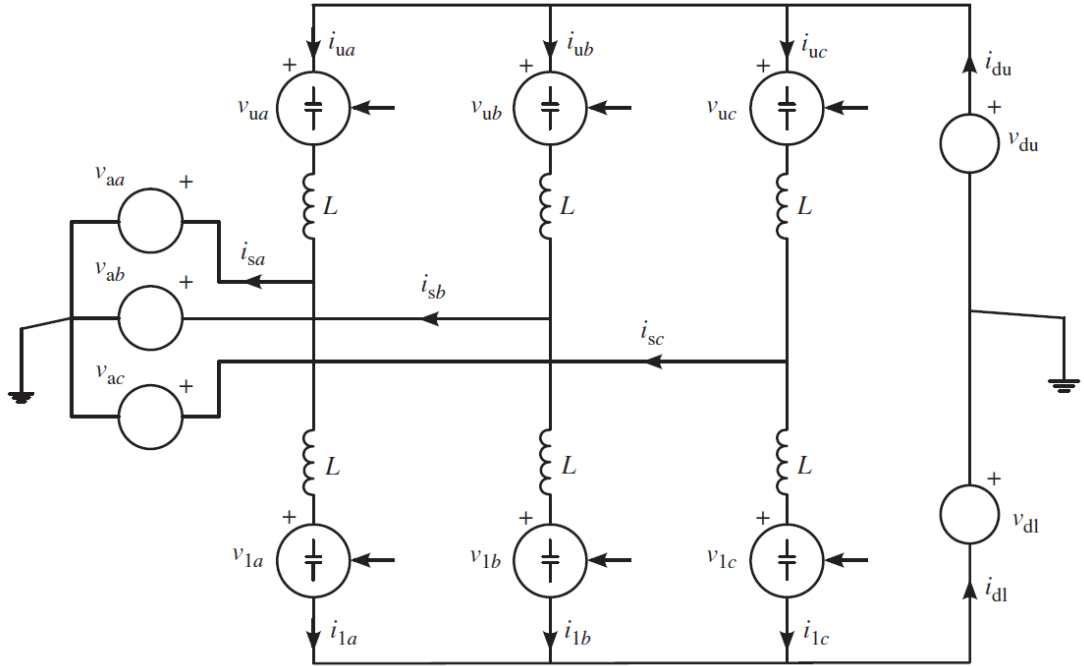 i_ua
i_ub
i_uc
i_du
+
+
+
+
v_ua
v_ub
v_uc
v_du
v_aa
+
L
L
L
i_sa
v_ab
+
i_sb
i_sc
v_ac
+
L
L
L
+
+
+
+
v_1a
v_1b
v_1c
v_dl
i_dl
i_1a
i_1b
i_1c